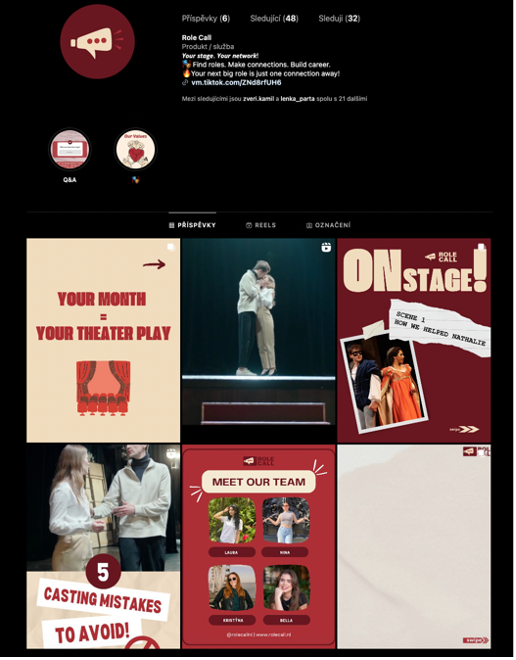 Příspěvky (6) Sledující (48) Sleduji (32)
Role Call
Produkt / služba
Your stage. Your network!
Find roles. Make connections. Build career.
Your next big role is just one connection away!
vm.tiktok.com/ZNd8rfUH6
Mezi sledujícími jsou zveri.kamil a lenka_parta spolu s 21 dalšími
Our Values
Q&A
PŘÍSPĚVKY REELS OZNAČENÍ
YOUR MONTH
=
YOUR THEATER PLAY
ROLE
CALL
ON STAGE!
SCENE 1
HOW WE HELPED NATHALIE
swipe
5
CASTING MISTAKES
TO AVOID!
ROLE
CALL
MEET OUR TEAM
LAURA NINA
KRISTÝNA BELLA
@rolecallnl | www.rolecall.nl
swipe